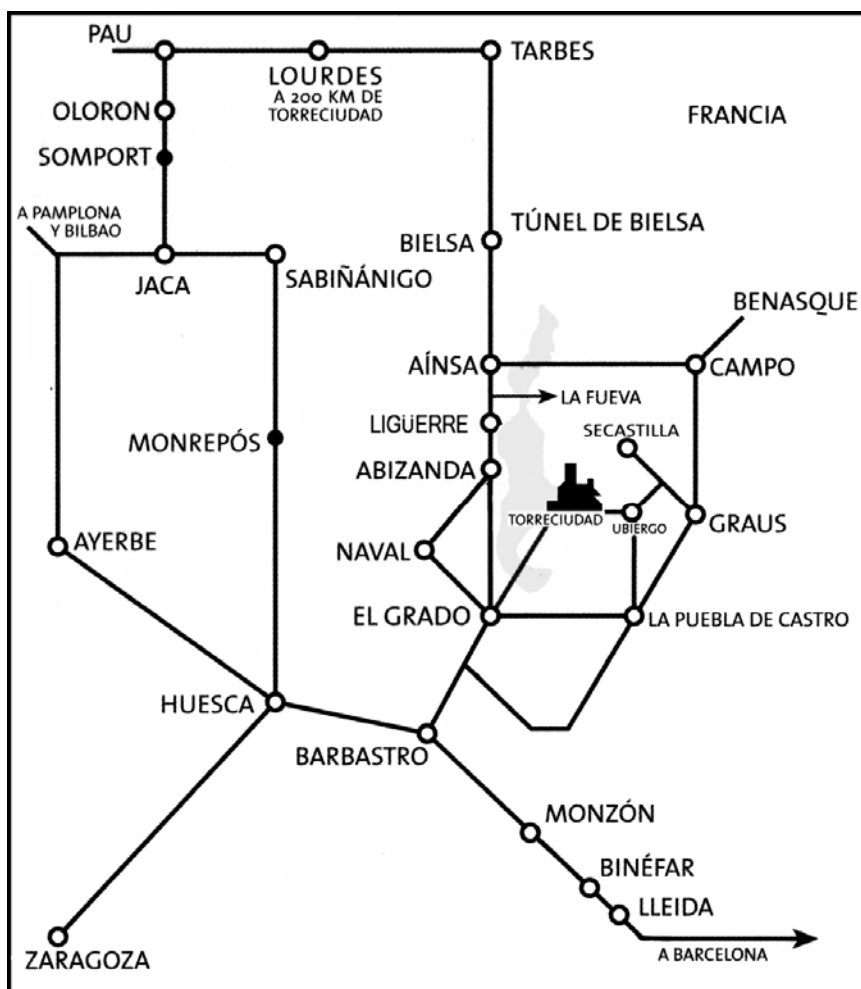 PAU
LOURDES
A 200 KM DE
TORRECIUDAD
TARBES
OLORON
FRANCIA
SOMPORT
A PAMPLONA
Y BILBAO
TÚNEL DE BIELSA
BIELSA
JACA
SABIÑÁNIGO
BENASQUE
AÍNSA
CAMPO
LA FUEVA
LIGÜERRE
SECASTILLA
MONREPÓS
ABIZANDA
TORRECIUDAD
UBIERGO
GRAUS
AYERBE
NAVAL
EL GRADO
LA PUEBLA DE CASTRO
HUESCA
BARBASTRO
MONZÓN
BINÉFAR
LLEIDA
ZARAGOZA
A BARCELONA